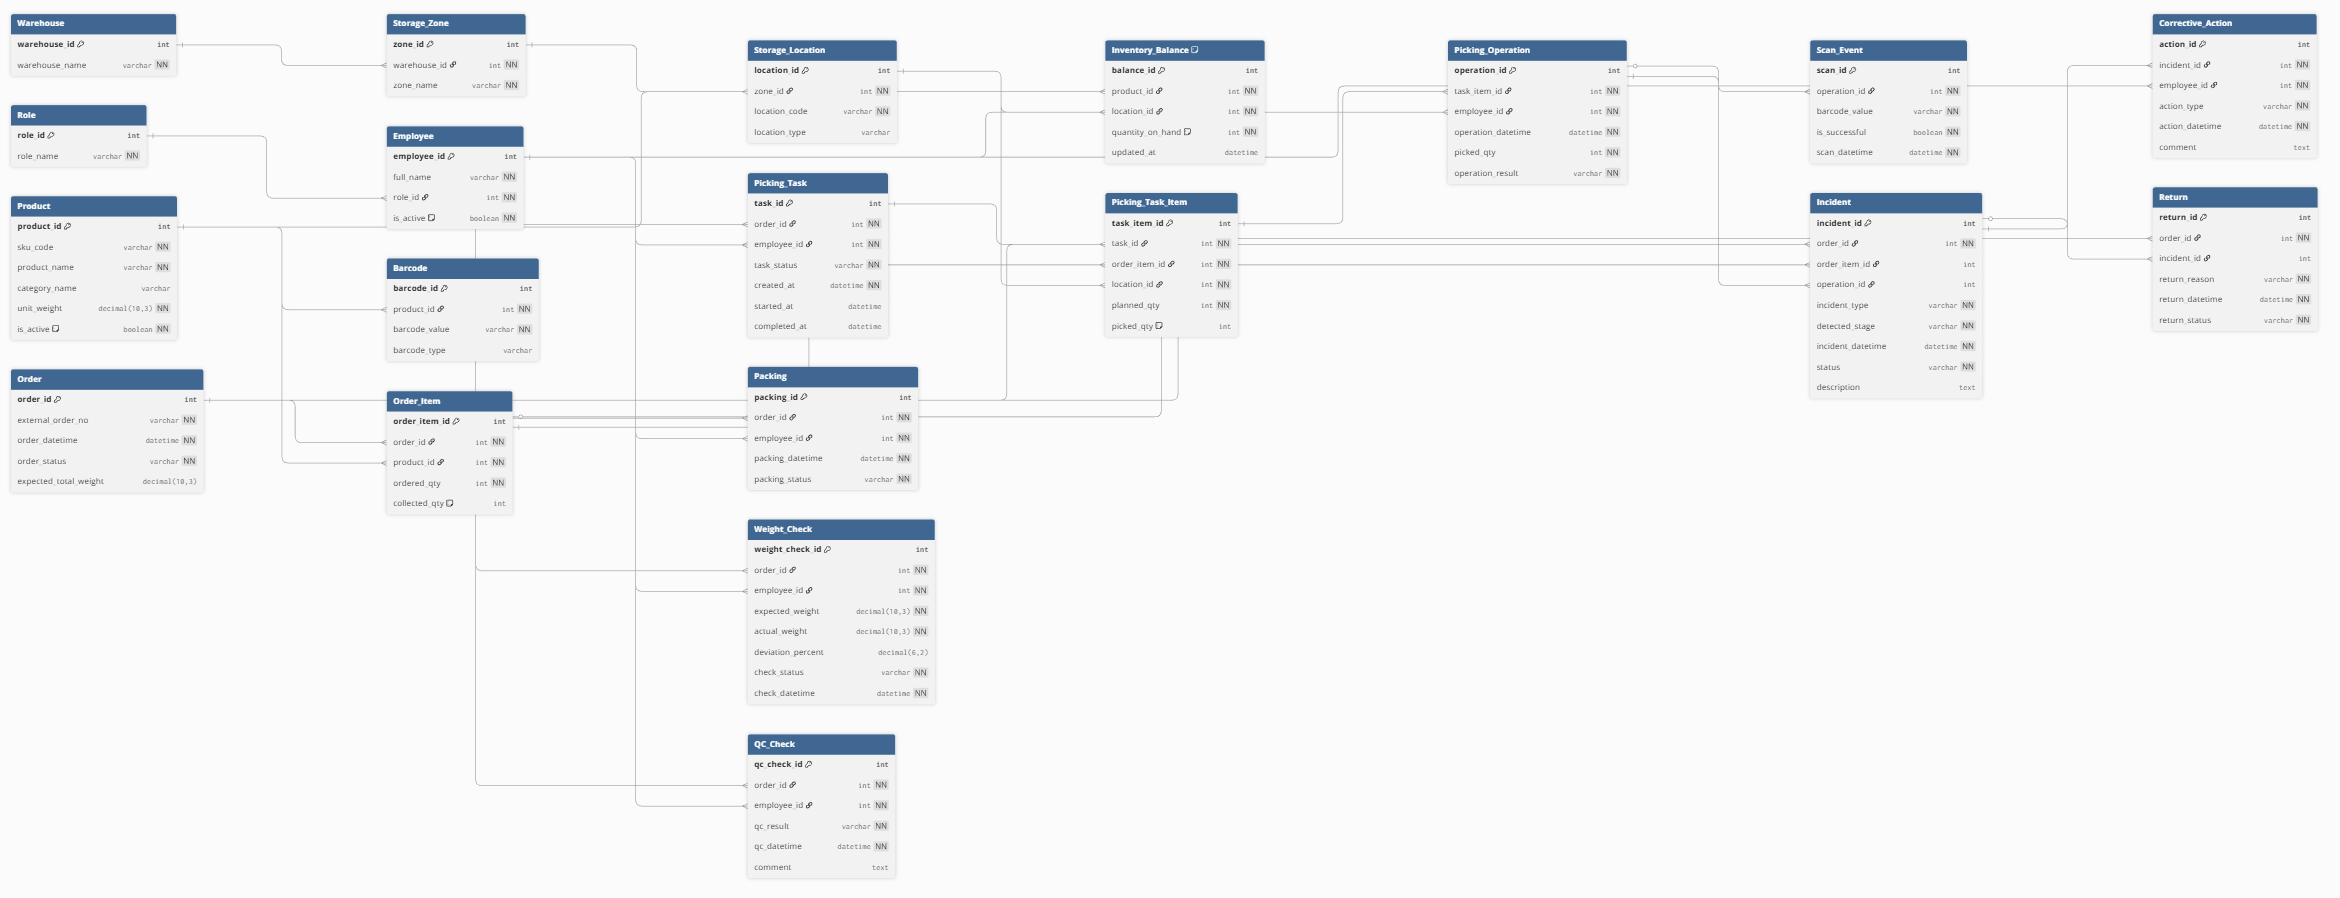 Warehouse
warehouse_id int
warehouse_name varchar NN
Role
role_id int
role_name varchar NN
Product
product_id int
sku_code varchar NN
product_name varchar NN
category_name varchar
unit_weight decimal(10,3) NN
is_active boolean NN
Order
order_id int
external_order_no varchar NN
order_datetime datetime NN
order_status varchar NN
expected_total_weight decimal(10,3)
Storage_Zone
zone_id int
warehouse_id int NN
zone_name varchar NN
Employee
employee_id int
full_name varchar NN
role_id int NN
is_active boolean NN
Barcode
barcode_id int
product_id int NN
barcode_value varchar NN
barcode_type varchar
Order_Item
order_item_id int
order_id int NN
product_id int NN
ordered_qty int NN
collected_qty int
Storage_Location
location_id int
zone_id int NN
location_code varchar NN
location_type varchar
Picking_Task
task_id int
order_id int NN
employee_id int NN
task_status varchar NN
created_at datetime NN
started_at datetime
completed_at datetime
Packing
packing_id int
order_id int NN
employee_id int NN
packing_datetime datetime NN
packing_status varchar NN
Weight_Check
weight_check_id int
order_id int NN
employee_id int NN
expected_weight decimal(10,3) NN
actual_weight decimal(10,3) NN
deviation_percent decimal(6,2)
check_status varchar NN
check_datetime datetime NN
QC_Check
qc_check_id int
order_id int NN
employee_id int NN
qc_result varchar NN
qc_datetime datetime NN
comment text
Inventory_Balance
balance_id int
product_id int NN
location_id int NN
quantity_on_hand int NN
updated_at datetime
Picking_Task_Item
task_item_id int
task_id int NN
order_item_id int NN
location_id int NN
planned_qty int NN
picked_qty int
Picking_Operation
operation_id int
task_item_id int NN
employee_id int NN
operation_datetime datetime NN
picked_qty int NN
operation_result varchar NN
Scan_Event
scan_id int
operation_id int NN
barcode_value varchar NN
is_successful boolean NN
scan_datetime datetime NN
Incident
incident_id int
order_id int NN
order_item_id int
operation_id int
incident_type varchar NN
detected_stage varchar NN
incident_datetime datetime NN
status varchar NN
description text
Corrective_Action
action_id int
incident_id int NN
employee_id int NN
action_type varchar NN
action_datetime datetime NN
comment text
Return
return_id int
order_id int NN
incident_id int
return_reason varchar NN
return_datetime datetime NN
return_status varchar NN